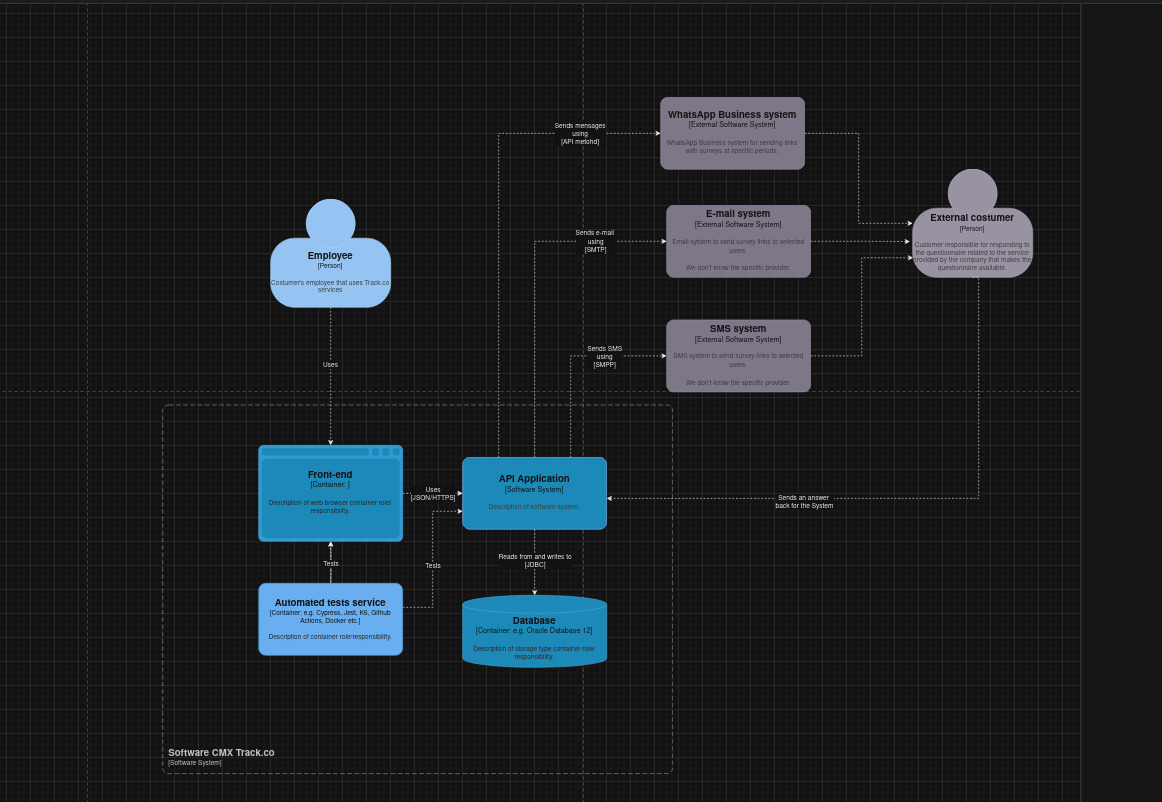 WhatsApp Business system
[External Software System]
WhatsApp Business system for sending links
with surveys at specific periods.
Sends mensages
using
[API metohd]
External costumer
[Person]
Customer responsible for responding to
the questionnaire related to the service
provided by the company that makes the
questionnaire available.
E-mail system
[External Software System]
Email system to send survey links to selected
users.
We don't know the specific provider.
Sends e-mail
using
[SMTP]
Employee
[Person]
Costumer's employee that uses Track.co
services
SMS system
[External Software System]
SMS system to send survey links to selected
users.
We don't know the specific provider.
Sends SMS
using
[SMPP]
Uses
Front-end
[Container: ]
Description of web browser container role/
responsibility.
Uses
[JSON/HTTPS]
API Application
[Software System]
Description of software system.
Sends an answer
back for the System
Tests
Tests
Reads from and writes to
[JDBC]
Automated tests service
[Container: e.g. Cypress, Jest, K6, Github
Actions, Docker etc.]
Description of container role/responsibility.
Database
[Container: e.g. Oracle Database 12]
Description of storage type container role/
responsibility.
Software CMX Track.co
[Software System]